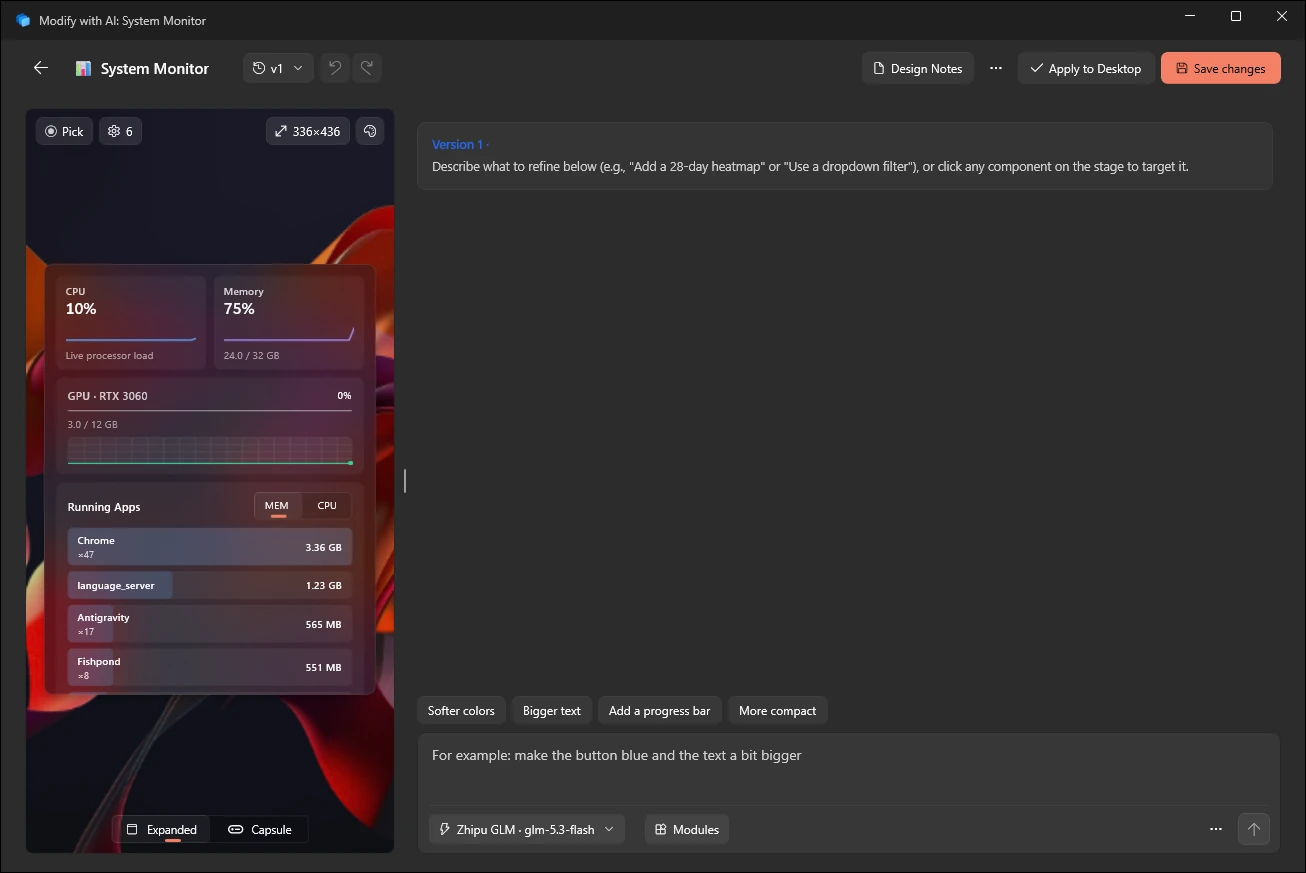 Modify with AI: System Monitor
System Monitor
v1
Design Notes
Apply to Desktop
Save changes
Pick
6
336×436
Version 1 ·
Describe what to refine below (e.g., "Add a 28-day heatmap" or "Use a dropdown filter"), or click any component on the stage to target it.
CPU
10%
Live processor load
Memory
75%
24.0 / 32 GB
GPU · RTX 3060
0%
3.0 / 12 GB
Running Apps
MEM
CPU
Chrome
×47
3.36 GB
language_server
1.23 GB
Antigravity
×17
565 MB
Fishpond
×8
551 MB
Expanded
Capsule
Softer colors
Bigger text
Add a progress bar
More compact
For example: make the button blue and the text a bit bigger
Zhipu GLM · glm-5.3-flash
Modules